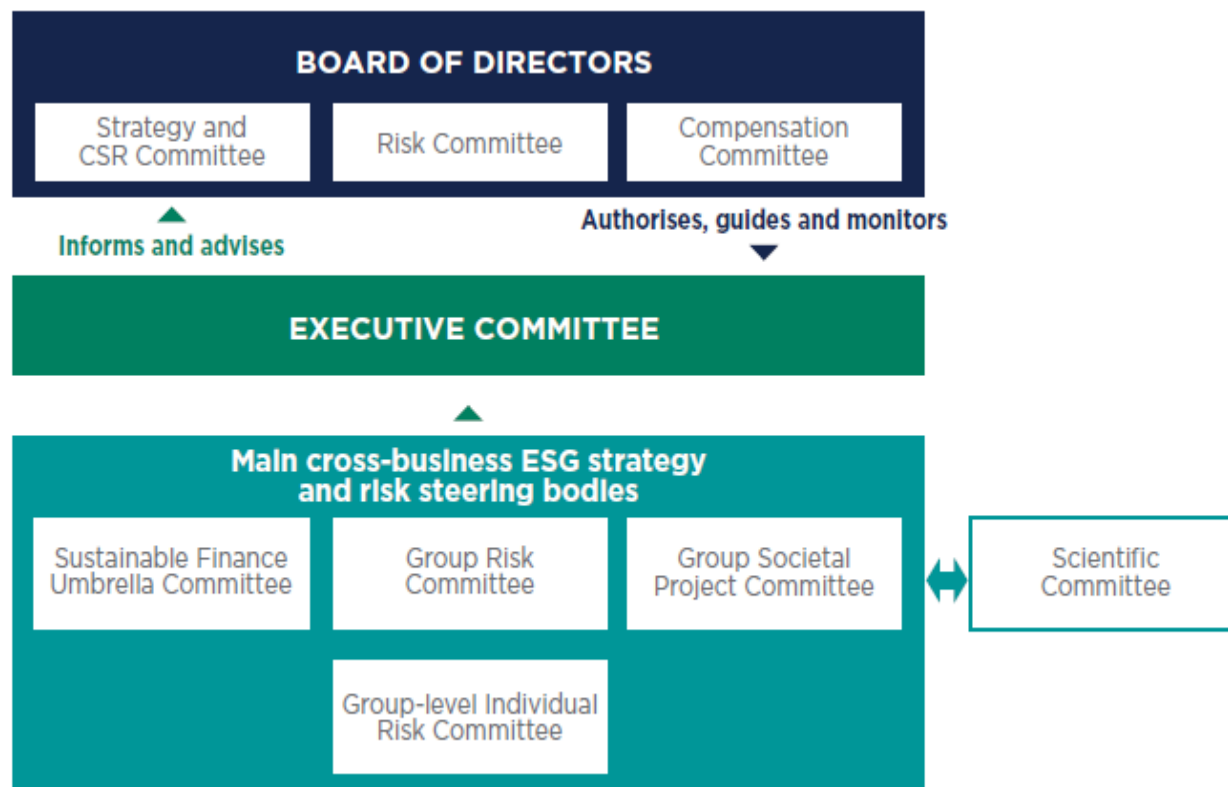 BOARD OF DIRECTORS
Strategy and
CSR Committee
Risk Committee
Compensation
Committee
Informs and advises
Authorises, guides and monitors
EXECUTIVE COMMITTEE
Main cross-business ESG strategy
and risk steering bodies
Sustainable Finance
Umbrella Committee
Group Risk
Committee
Group Societal
Project Committee
Scientific
Committee
Group-level Individual
Risk Committee